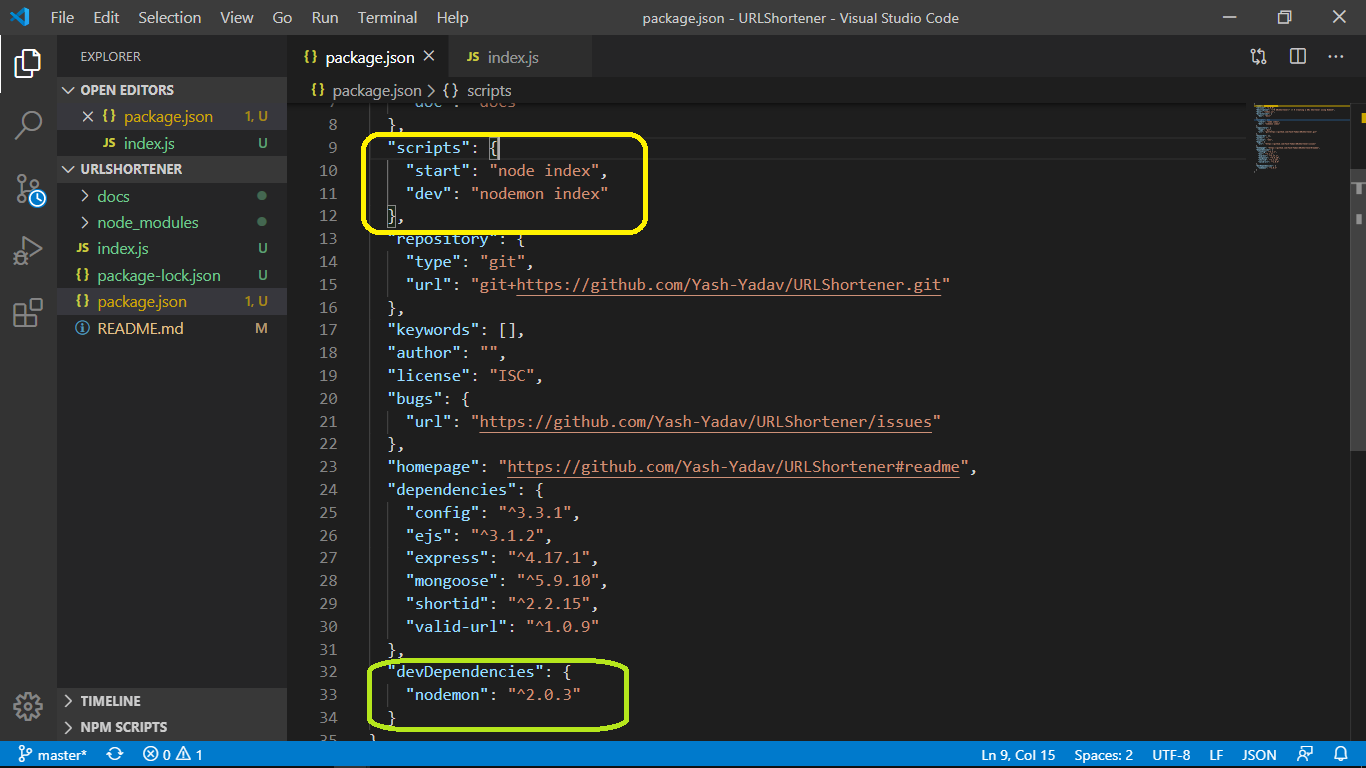 File Edit Selection View Go Run Terminal Help package.json - URLShortener - Visual Studio Code
EXPLORER
OPEN EDITORS
{} package.json 1, U
JS index.js U
URLSHORTENER
docs
node_modules
JS index.js U
{} package-lock.json U
{} package.json 1, U
README.md M
TIMELINE
NPM SCRIPTS
{} package.json JS index.js
{} package.json > {} scripts
7 "doc": "docs"
8 },
9 "scripts": {
10 "start": "node index",
11 "dev": "nodemon index"
12 },
13 "repository": {
14 "type": "git",
15 "url": "git+https://github.com/Yash-Yadav/URLShortener.git"
16 },
17 "keywords": [],
18 "author": "",
19 "license": "ISC",
20 "bugs": {
21 "url": "https://github.com/Yash-Yadav/URLShortener/issues"
22 },
23 "homepage": "https://github.com/Yash-Yadav/URLShortener#readme",
24 "dependencies": {
25 "config": "^3.3.1",
26 "ejs": "^3.1.2",
27 "express": "^4.17.1",
28 "mongoose": "^5.9.10",
29 "shortid": "^2.2.15",
30 "valid-url": "^1.0.9"
31 },
32 "devDependencies": {
33 "nodemon": "^2.0.3"
34 }
35 }
master* 0 1 Ln 9, Col 15 Spaces: 2 UTF-8 LF JSON